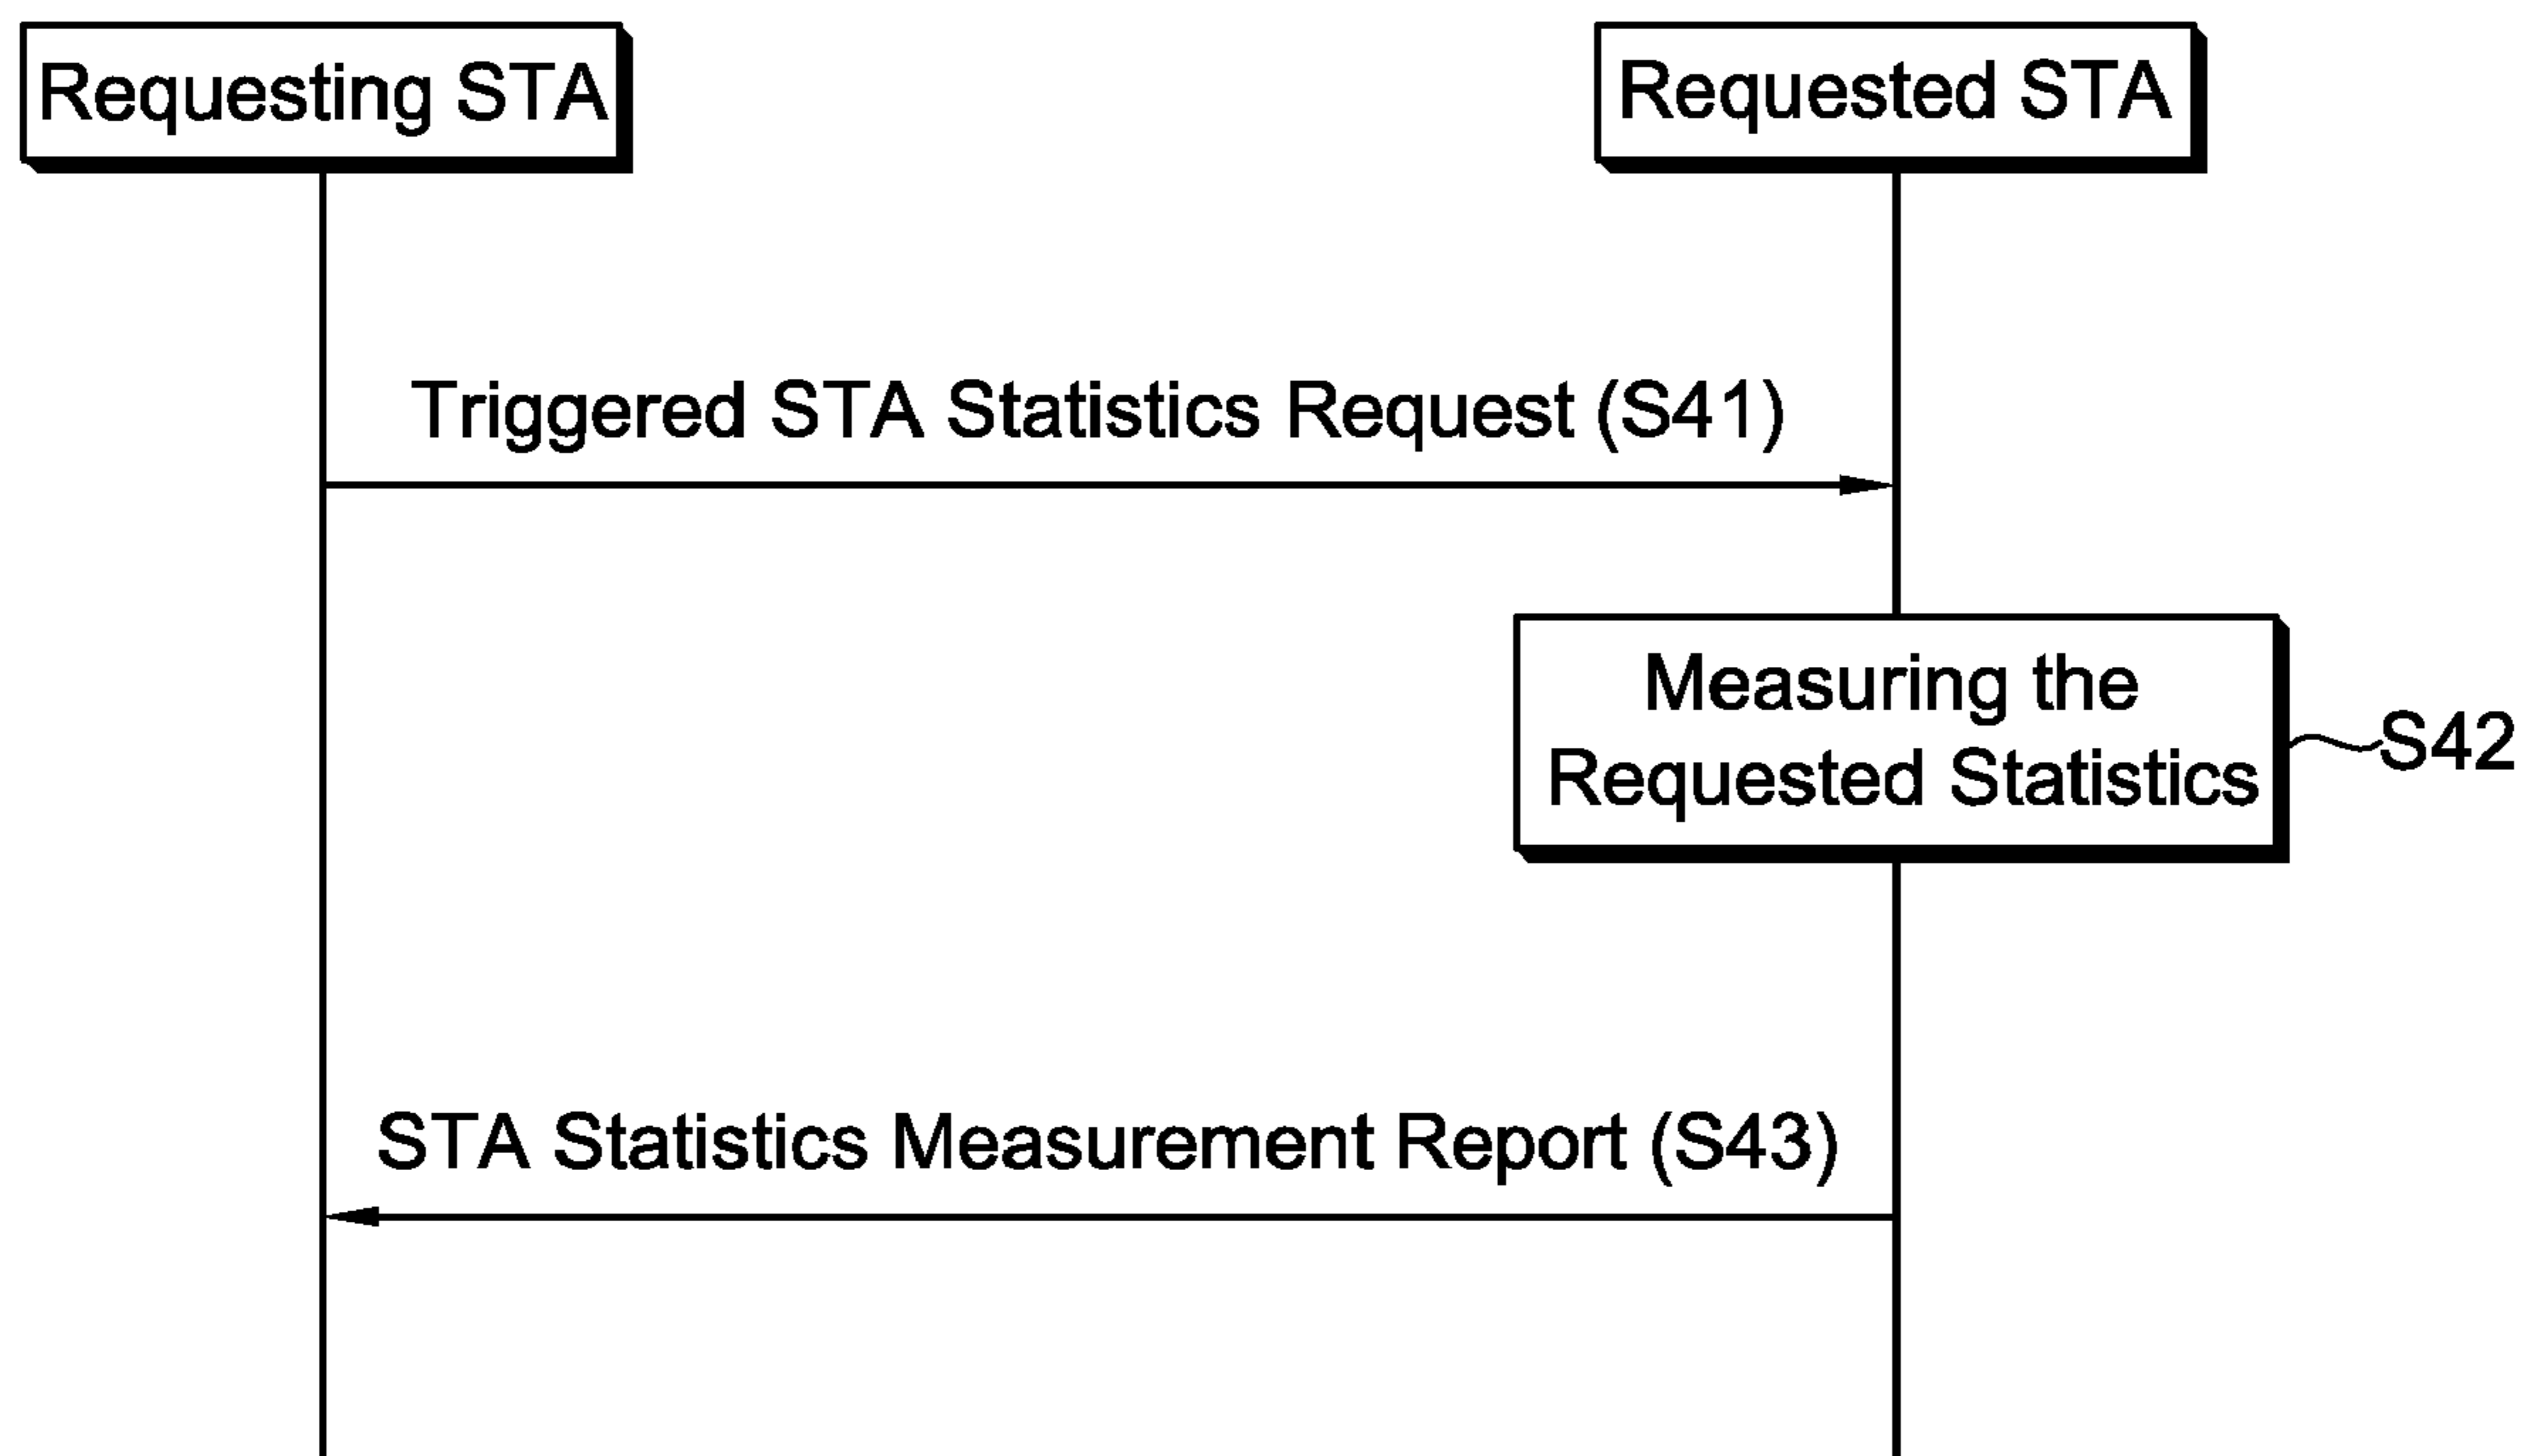 Requesting STA
Requested STA
Triggered STA Statistics Request (S41)
Measuring the
Requested Statistics
S42
STA Statistics Measurement Report (S43)